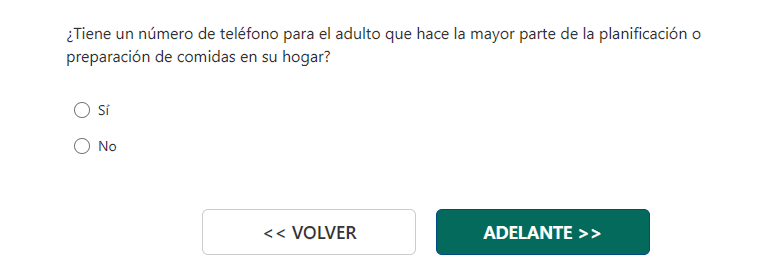 ¿Tiene un número de teléfono para el adulto que hace la mayor parte de la planificación o
preparación de comidas en su hogar?
Sí
No
<< VOLVER
ADELANTE >>